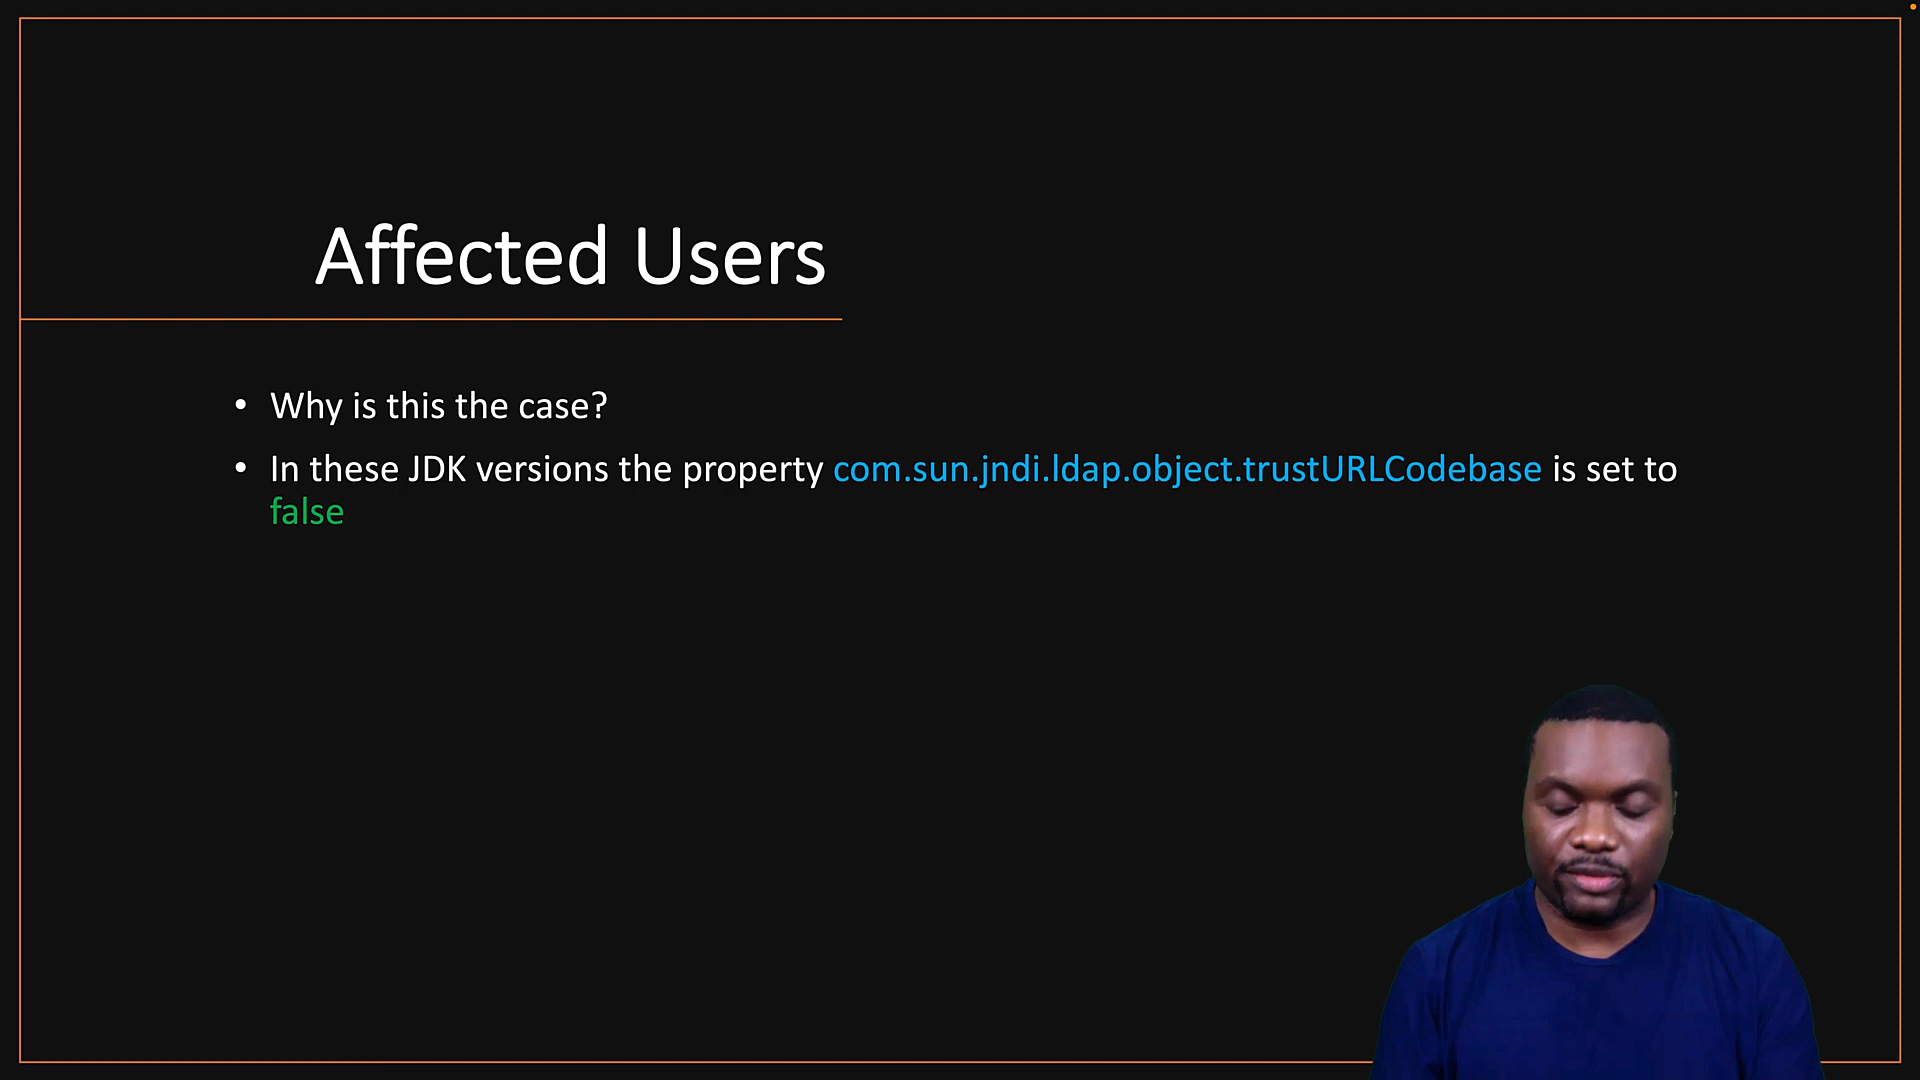 Affected Users
• Why is this the case?
• In these JDK versions the property com.sun.jndi.ldap.object.trustURLCodebase is set to
false